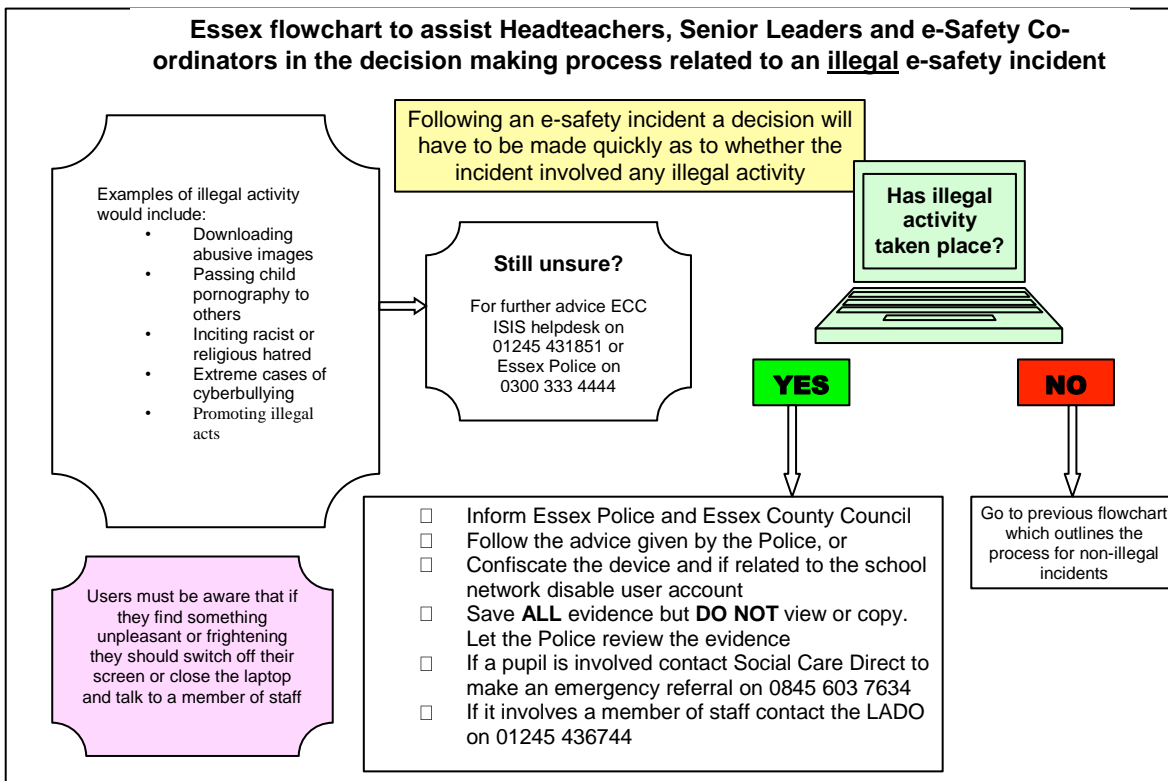 Essex flowchart to assist Headteachers, Senior Leaders and e-Safety Co-
ordinators in the decision making process related to an illegal e-safety incident
Following an e-safety incident a decision will
have to be made quickly as to whether the
incident involved any illegal activity
Examples of illegal activity
would include:
• Downloading
abusive images
• Passing child
pornography to
others
• Inciting racist or
religious hatred
• Extreme cases of
cyberbullying
• Promoting illegal
acts
Still unsure?
For further advice ECC
ISIS helpdesk on
01245 431851 or
Essex Police on
0300 333 4444
Has illegal
activity
taken place?
YES
NO
Inform Essex Police and Essex County Council
Follow the advice given by the Police, or
Confiscate the device and if related to the school
network disable user account
Save ALL evidence but DO NOT view or copy.
Let the Police review the evidence
If a pupil is involved contact Social Care Direct to
make an emergency referral on 0845 603 7634
If it involves a member of staff contact the LADO
on 01245 436744
Go to previous flowchart
which outlines the
process for non-illegal
incidents
Users must be aware that if
they find something
unpleasant or frightening
they should switch off their
screen or close the laptop
and talk to a member of staff